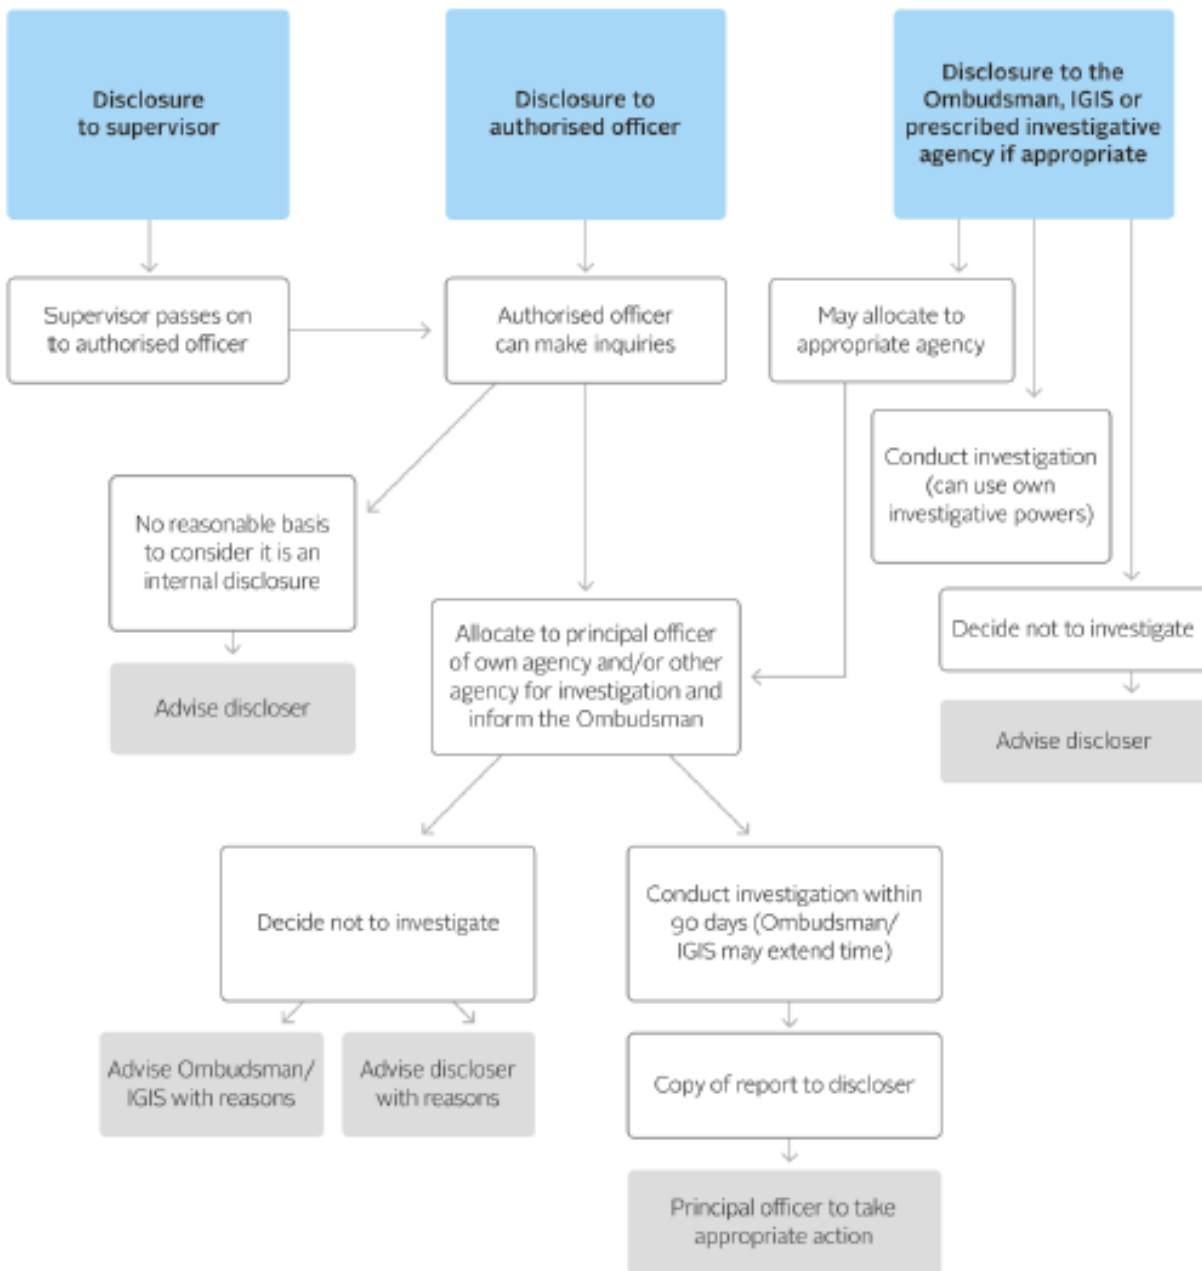 Disclosure
to supervisor
Disclosure to
authorised officer
Disclosure to the
Ombudsman, IGIS or
prescribed investigative
agency if appropriate
Supervisor passes on
to authorised officer
Authorised officer
can make inquiries
May allocate to
appropriate agency
Conduct investigation
(can use own
investigative powers)
No reasonable basis
to consider it is an
internal disclosure
Allocate to principal officer
of own agency and/or other
agency for investigation and
inform the Ombudsman
Decide not to investigate
Advise discloser
Advise discloser
Decide not to investigate
Conduct investigation within
90 days (Ombudsman/
IGIS may extend time)
Advise Ombudsman/
IGIS with reasons
Advise discloser
with reasons
Copy of report to discloser
Principal officer to take
appropriate action